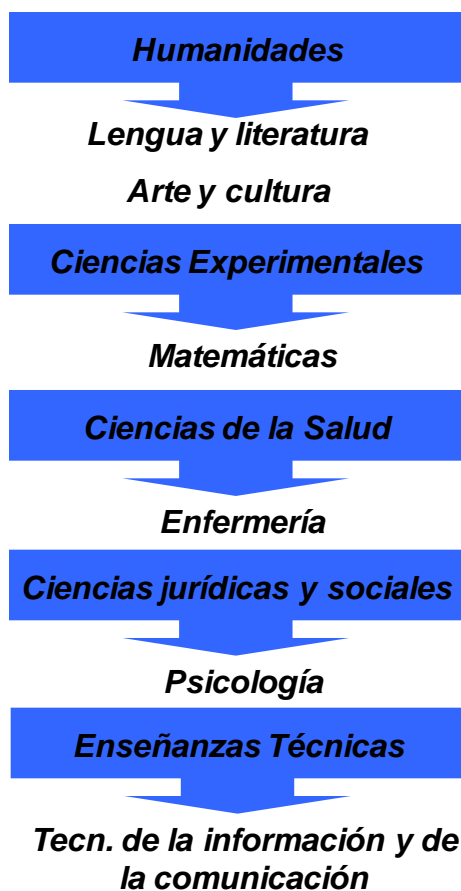 Humanidades
Lengua y literatura
Arte y cultura
Ciencias Experimentales
Matemáticas
Ciencias de la Salud
Enfermería
Ciencias jurídicas y sociales
Psicología
Enseñanzas Técnicas
Tecn. de la información y de
la comunicación